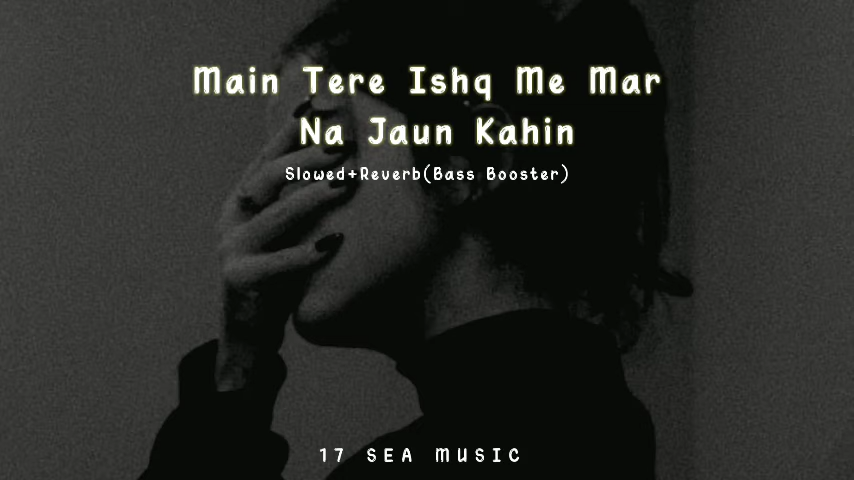 Main Tere Ishq Me Mar
Na Jaun Kahin
Slowed+Reverb(Bass Booster)
17 SEA MUSIC